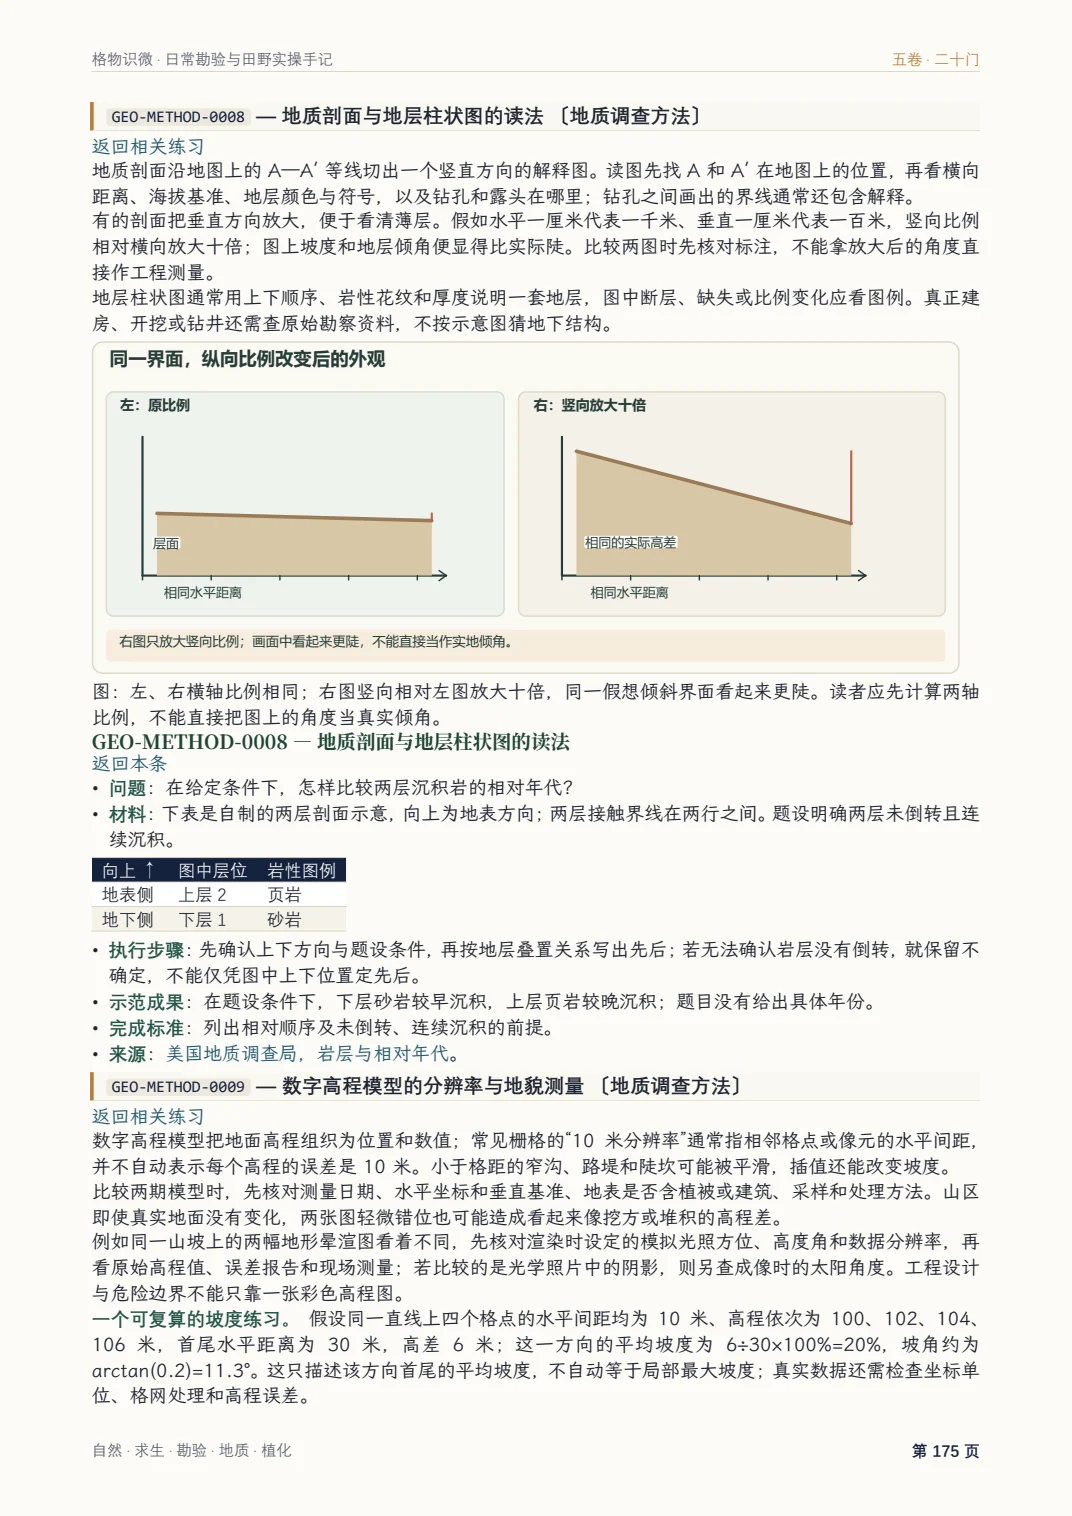 格物识微 · 日常勘验与田野实操手记
五卷 · 二十门
GEO-METHOD-0008 — 地质剖面与地层柱状图的读法 〔地质调查方法〕
返回相关练习
地质剖面沿地图上的 A—A′ 等线切出一个竖直方向的解释图。读图先找 A 和 A′ 在地图上的位置，再看横向
距离、海拔基准、地层颜色与符号，以及钻孔和露头在哪里；钻孔之间画出的界线通常还包含解释。
有的剖面把垂直方向放大，便于看清薄层。假如水平一厘米代表一千米、垂直一厘米代表一百米，竖向比例
相对横向放大十倍；图上坡度和地层倾角便显得比实际陡。比较两图时先核对标注，不能拿放大后的角度直
接作工程测量。
地层柱状图通常用上下顺序、岩性花纹和厚度说明一套地层，图中断层、缺失或比例变化应看图例。真正建
房、开挖或钻井还需查原始勘察资料，不按示意图猜地下结构。
同一界面，纵向比例改变后的外观
左：原比例
右：竖向放大十倍
层面
相同的实际高差
相同水平距离
相同水平距离
右图只放大竖向比例；画面中看起来更陡，不能直接当作实地倾角。
图：左、右横轴比例相同；右图竖向相对左图放大十倍，同一假想倾斜界面看起来更陡。读者应先计算两轴
比例，不能直接把图上的角度当真实倾角。
GEO-METHOD-0008 — 地质剖面与地层柱状图的读法
返回本条
• 问题：在给定条件下，怎样比较两层沉积岩的相对年代？
• 材料：下表是自制的两层剖面示意，向上为地表方向；两层接触界线在两行之间。题设明确两层未倒转且连
续沉积。
向上 ↑ 图中层位 岩性图例
地表侧 上层 2 页岩
地下侧 下层 1 砂岩
• 执行步骤：先确认上下方向与题设条件，再按地层叠置关系写出先后；若无法确认岩层没有倒转，就保留不
确定，不能仅凭图中上下位置定先后。
• 示范成果：在题设条件下，下层砂岩较早沉积，上层页岩较晚沉积；题目没有给出具体年份。
• 完成标准：列出相对顺序及未倒转、连续沉积的前提。
• 来源：美国地质调查局，岩层与相对年代。
GEO-METHOD-0009 — 数字高程模型的分辨率与地貌测量 〔地质调查方法〕
返回相关练习
数字高程模型把地面高程组织为位置和数值；常见栅格的“10 米分辨率”通常指相邻格点或像元的水平间距，
并不自动表示每个高程的误差是 10 米。小于格距的窄沟、路堤和陡坎可能被平滑，插值还能改变坡度。
比较两期模型时，先核对测量日期、水平坐标和垂直基准、地表是否含植被或建筑、采样和处理方法。山区
即使真实地面没有变化，两张图轻微错位也可能造成看起来像挖方或堆积的高程差。
例如同一山坡上的两幅地形晕渲图看着不同，先核对渲染时设定的模拟光照方位、高度角和数据分辨率，再
看原始高程值、误差报告和现场测量；若比较的是光学照片中的阴影，则另查成像时的太阳角度。工程设计
与危险边界不能只靠一张彩色高程图。
一个可复算的坡度练习。 假设同一直线上四个格点的水平间距均为 10 米、高程依次为 100、102、104、
106 米，首尾水平距离为 30 米，高差 6 米；这一方向的平均坡度为 6÷30×100%=20%，坡角约为
arctan(0.2)=11.3°。这只描述该方向首尾的平均坡度，不自动等于局部最大坡度；真实数据还需检查坐标单
位、格网处理和高程误差。
自然 · 求生 · 勘验 · 地质 · 植化
第 175 页